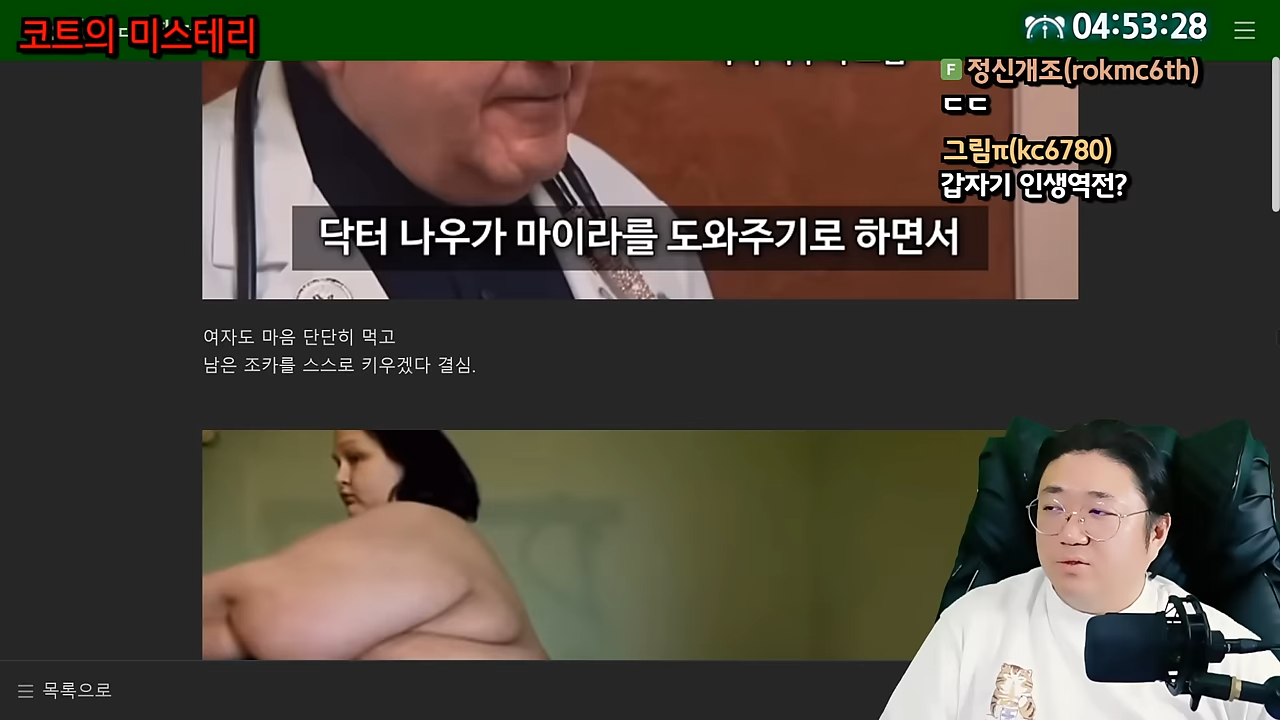 코트의 미스테리
04:53:28
정신개조(rokmc6th)
ㄷㄷ
그림π(kc6780)
갑자기 인생역전?
닥터 나우가 마이라를 도와주기로 하면서
여자도 마음 단단히 먹고
남은 조카를 스스로 키우겠다 결심.
목록으로